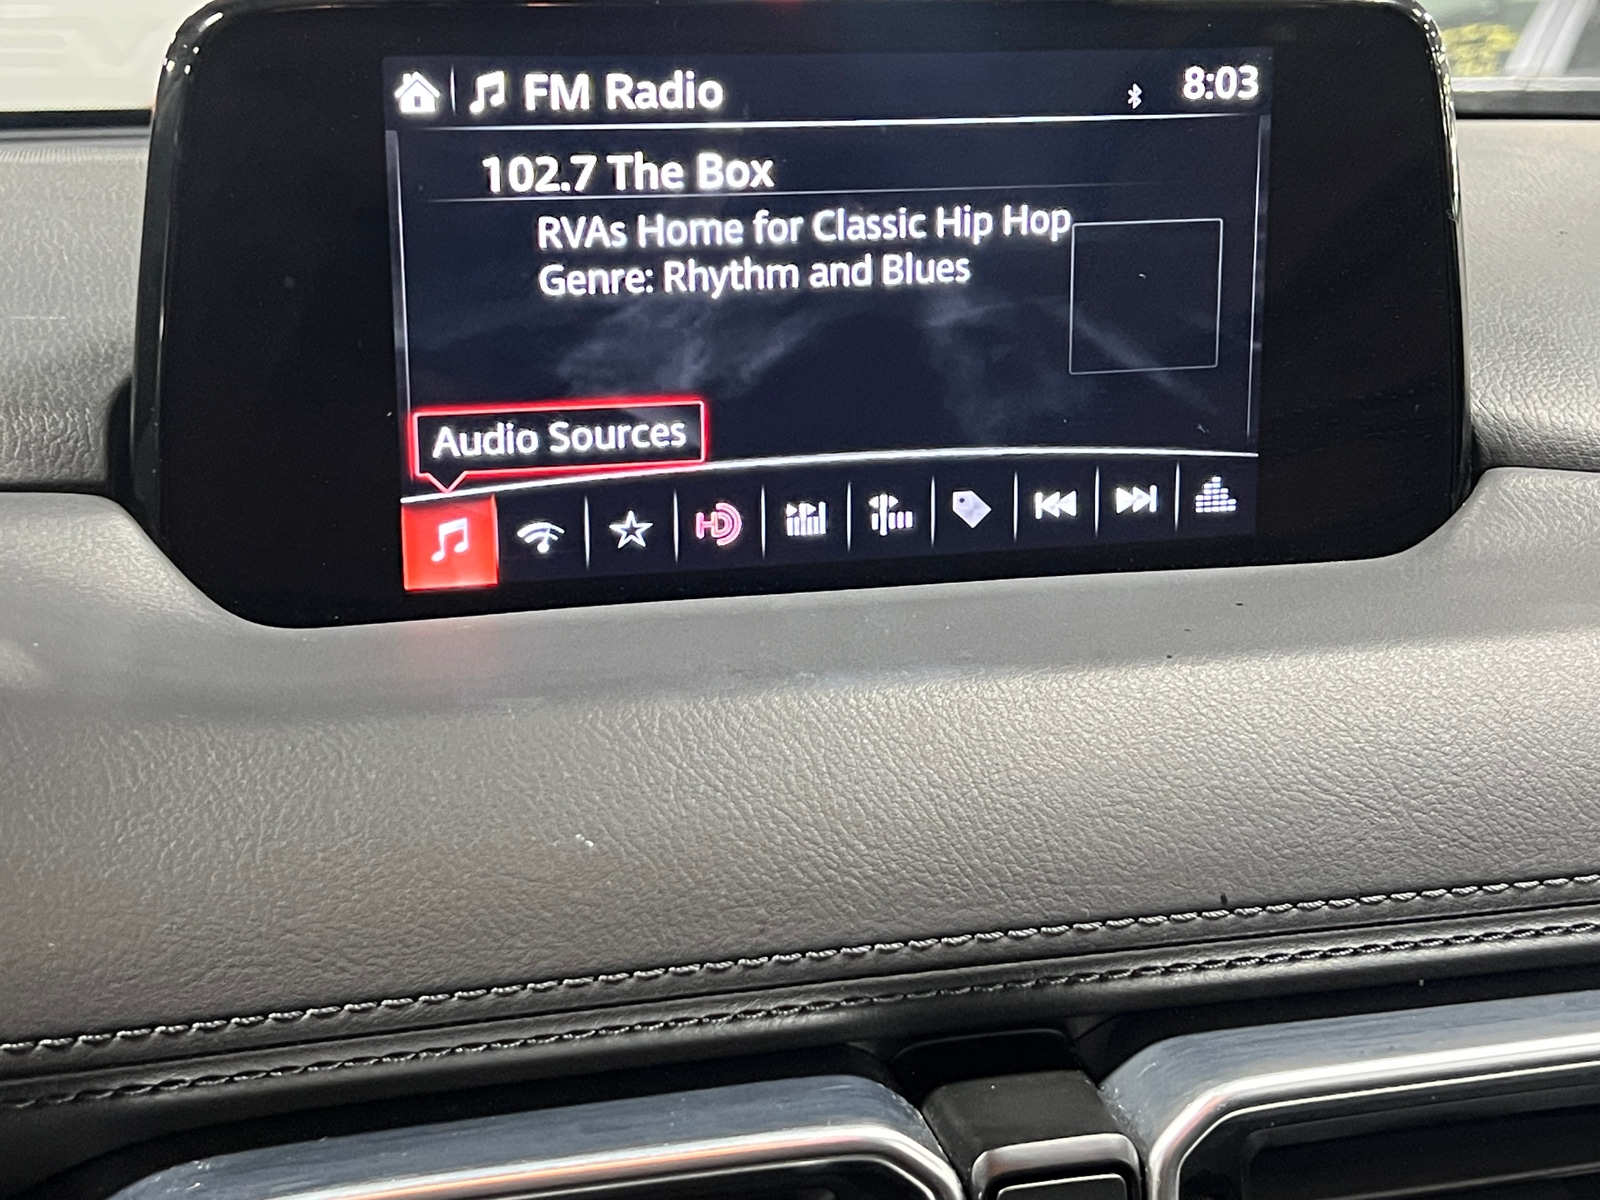 FM Radio
8:03
102.7 The Box
RVAs Home for Classic Hip Hop
Genre: Rhythm and Blues
Audio Sources
HD